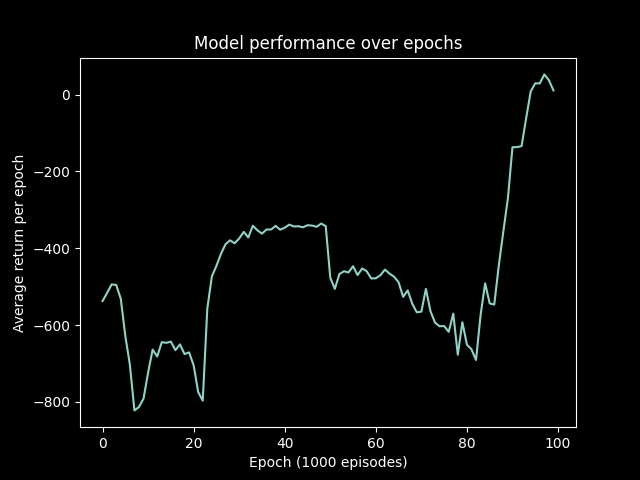 Model performance over epochs
Average return per epoch
0
−200
−400
−600
−800
0 20 40 60 80 100
Epoch (1000 episodes)